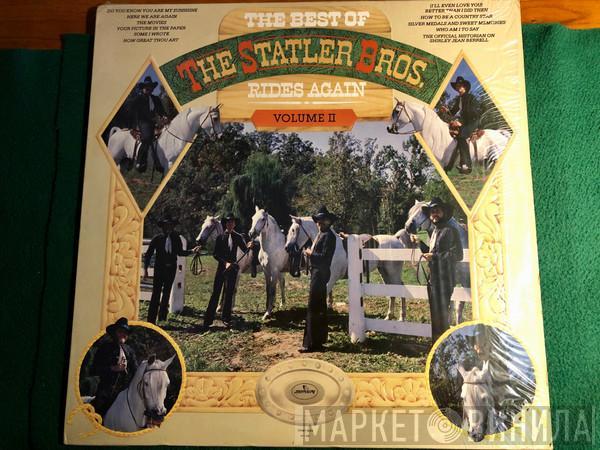 DO YOU KNOW YOU ARE MY SUNSHINE
HERE WE ARE AGAIN
THE MOVIES
YOUR PICTURE IN THE PAPER
SOME I WROTE
HOW GREAT THOU ART
THE BEST OF
THE STATLER BROS.
RIDES AGAIN
VOLUME II
(I'LL EVEN LOVE YOU)
BETTER THAN I DID THEN
HOW TO BE A COUNTRY STAR
SILVER MEDALS AND SWEET MEMORIES
WHO AM I TO SAY
THE OFFICIAL HISTORIAN ON
SHIRLEY JEAN BERRELL
mercury
МАРКЕТ ВИНИЛА